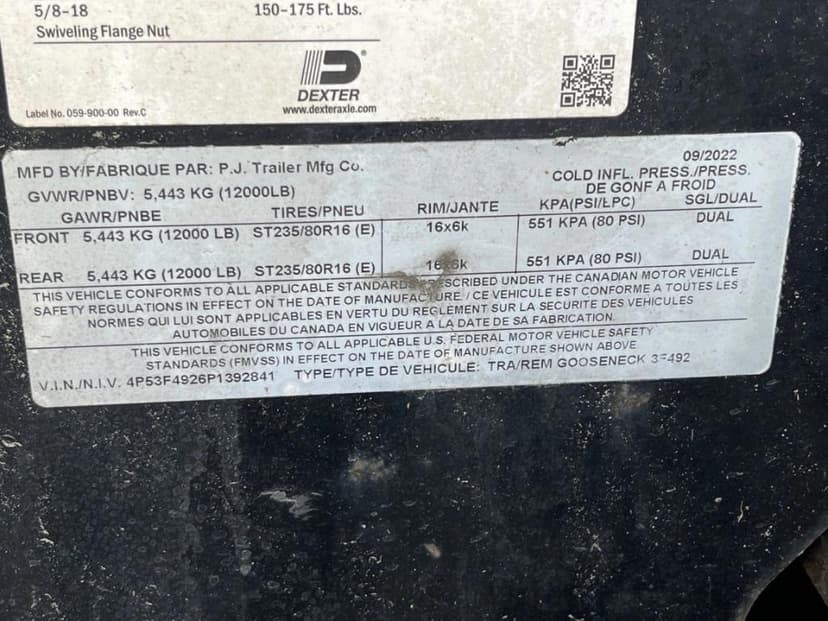 5/8-18 150-175 Ft. Lbs.
Swiveling Flange Nut
DEXTER®
Label No. 059-900-00 Rev.C www.dexteraxle.com
09/2022
MFD BY/FABRIQUE PAR: P.J. Trailer Mfg Co. COLD INFL. PRESS./PRESS.
GVWR/PNBV: 5,443 KG (12000LB) DE GONF A FROID
GAWR/PNBE TIRES/PNEU RIM/JANTE KPA(PSI/LPC) SGL/DUAL
FRONT 5,443 KG (12000 LB) ST235/80R16 (E) 16x6k 551 KPA (80 PSI) DUAL
REAR 5,443 KG (12000 LB) ST235/80R16 (E) 16x6k 551 KPA (80 PSI) DUAL
THIS VEHICLE CONFORMS TO ALL APPLICABLE STANDARDS PRESCRIBED UNDER THE CANADIAN MOTOR VEHICLE
SAFETY REGULATIONS IN EFFECT ON THE DATE OF MANUFACTURE. / CE VEHICULE EST CONFORME A TOUTES LES
NORMES QUI LUI SONT APPLICABLES EN VERTU DU REGLEMENT SUR LA SECURITE DES VEHICULES
AUTOMOBILES DU CANADA EN VIGUEUR A LA DATE DE SA FABRICATION.
THIS VEHICLE CONFORMS TO ALL APPLICABLE U.S. FEDERAL MOTOR VEHICLE SAFETY
STANDARDS (FMVSS) IN EFFECT ON THE DATE OF MANUFACTURE SHOWN ABOVE
V.I.N./N.I.V. 4P53F4926P1392841 TYPE/TYPE DE VEHICULE: TRA/REM GOOSENECK